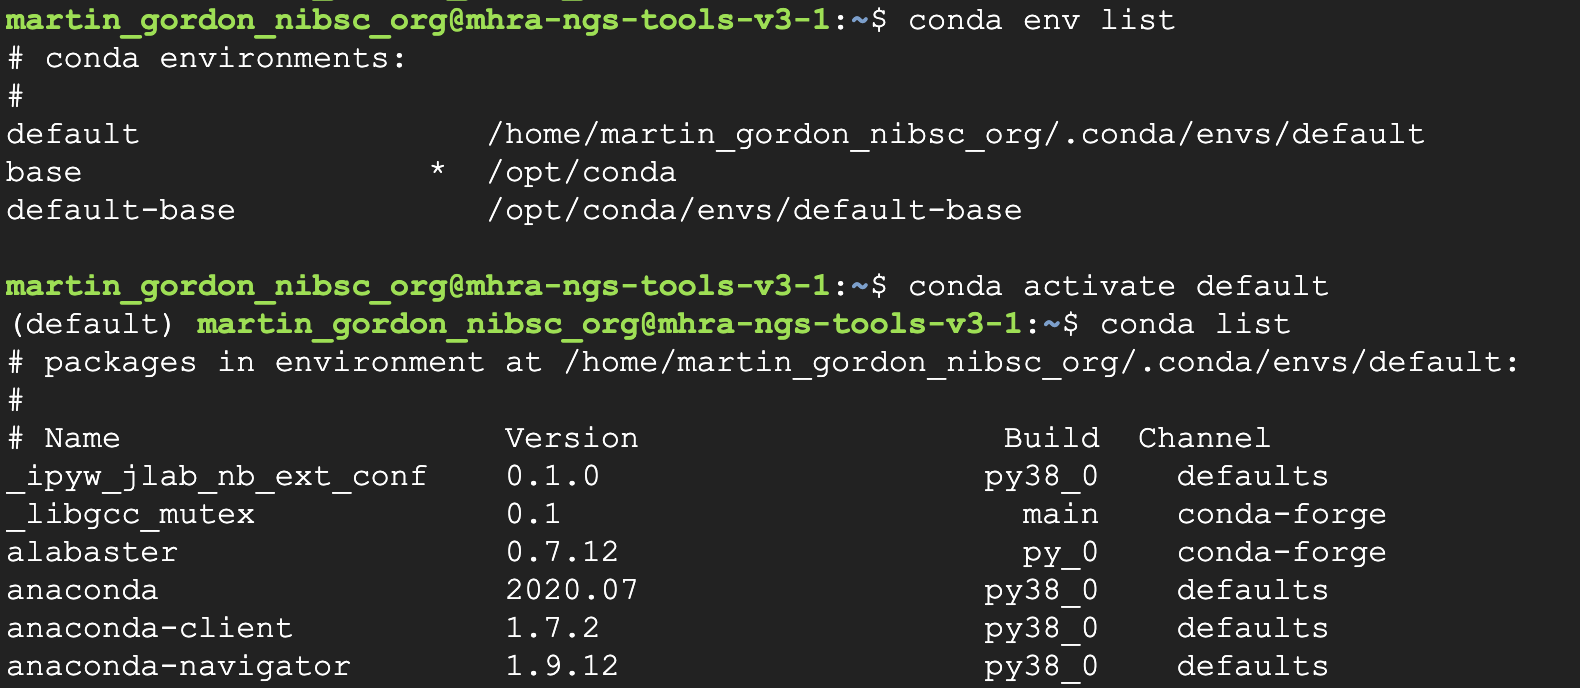 martin_gordon_nibsc_org@mhra-ngs-tools-v3-1:~$ conda env list
# conda environments:
#
default                  /home/martin_gordon_nibsc_org/.conda/envs/default
base                  *  /opt/conda
default-base             /opt/conda/envs/default-base

martin_gordon_nibsc_org@mhra-ngs-tools-v3-1:~$ conda activate default
(default) martin_gordon_nibsc_org@mhra-ngs-tools-v3-1:~$ conda list
# packages in environment at /home/martin_gordon_nibsc_org/.conda/envs/default:
#
# Name                    Version                   Build  Channel
_ipyw_jlab_nb_ext_conf    0.1.0                    py38_0    defaults
_libgcc_mutex             0.1                        main    conda-forge
alabaster                 0.7.12                     py_0    conda-forge
anaconda                  2020.07                  py38_0    defaults
anaconda-client           1.7.2                    py38_0    defaults
anaconda-navigator        1.9.12                   py38_0    defaults